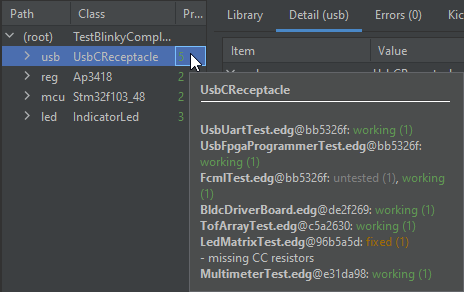 Path Class Pr...
(root) TestBlinkyCompl...
usb UsbCReceptacle
reg Ap3418 2
mcu Stm32f103_48 2
led IndicatorLed 3
Library Detail (usb) Errors (0)
Item Value
UsbCReceptacle
UsbUartTest.edg@bb5326f: working (1)
UsbFpgaProgrammerTest.edg@bb5326f:
working (1)
FcmlTest.edg@bb5326f: untested (1), working
(1)
BldcDriverBoard.edg@de2f269: working (1)
TofArrayTest.edg@c5a2630: working (1)
LedMatrixTest.edg@96b5a5d: fixed (1)
- missing CC resistors
MultimeterTest.edg@e31da98: working (1)